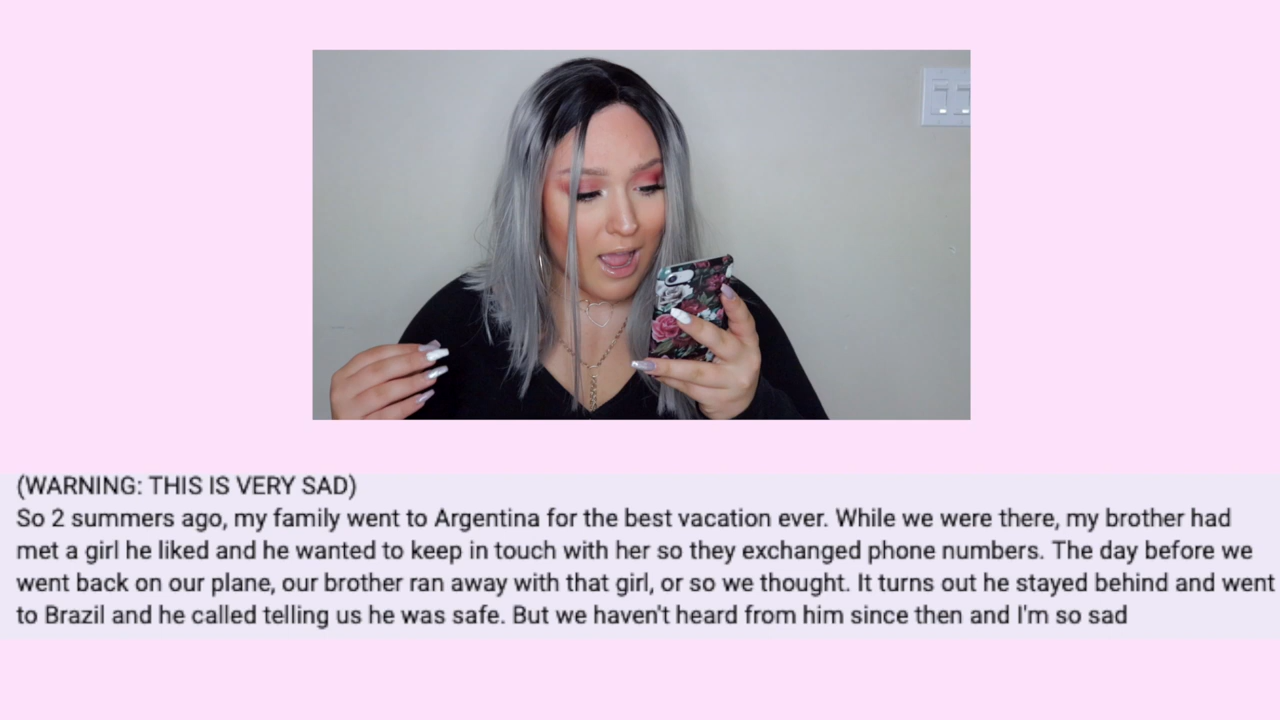 (WARNING: THIS IS VERY SAD)
So 2 summers ago, my family went to Argentina for the best vacation ever. While we were there, my brother had
met a girl he liked and he wanted to keep in touch with her so they exchanged phone numbers. The day before we
went back on our plane, our brother ran away with that girl, or so we thought. It turns out he stayed behind and went
to Brazil and he called telling us he was safe. But we haven't heard from him since then and I'm so sad